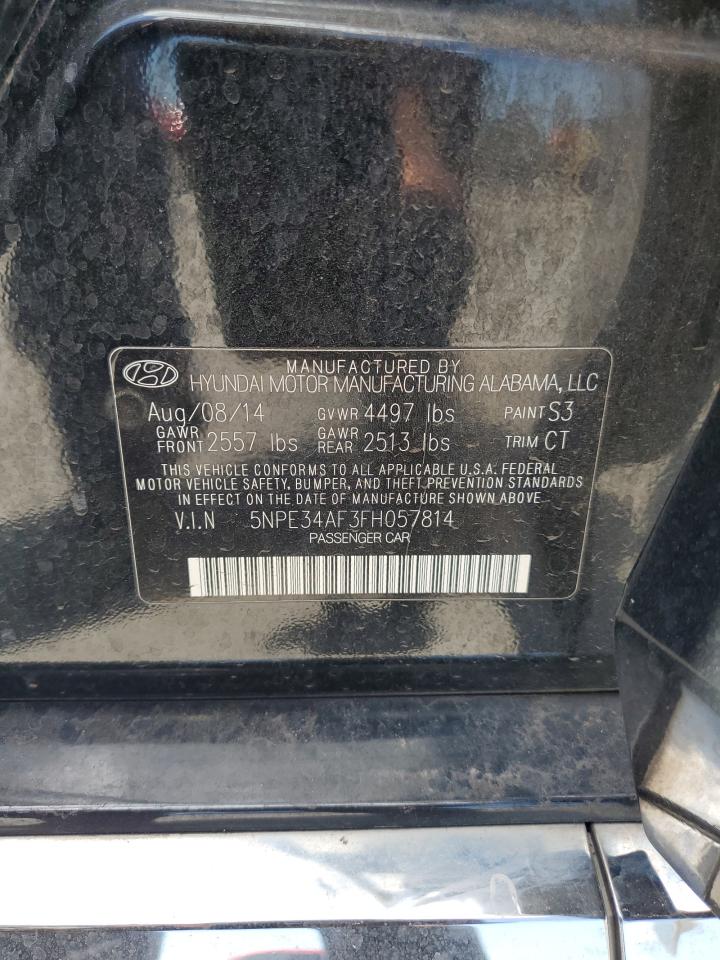 MANUFACTURED BY
HYUNDAI MOTOR MANUFACTURING ALABAMA, LLC
Aug/08/14 GVWR 4497 lbs PAINT S3
GAWR FRONT 2557 lbs GAWR REAR 2513 lbs TRIM CT
THIS VEHICLE CONFORMS TO ALL APPLICABLE U.S.A. FEDERAL
MOTOR VEHICLE SAFETY, BUMPER, AND THEFT PREVENTION STANDARDS
IN EFFECT ON THE DATE OF MANUFACTURE SHOWN ABOVE
V.I.N 5NPE34AF3FH057814
PASSENGER CAR